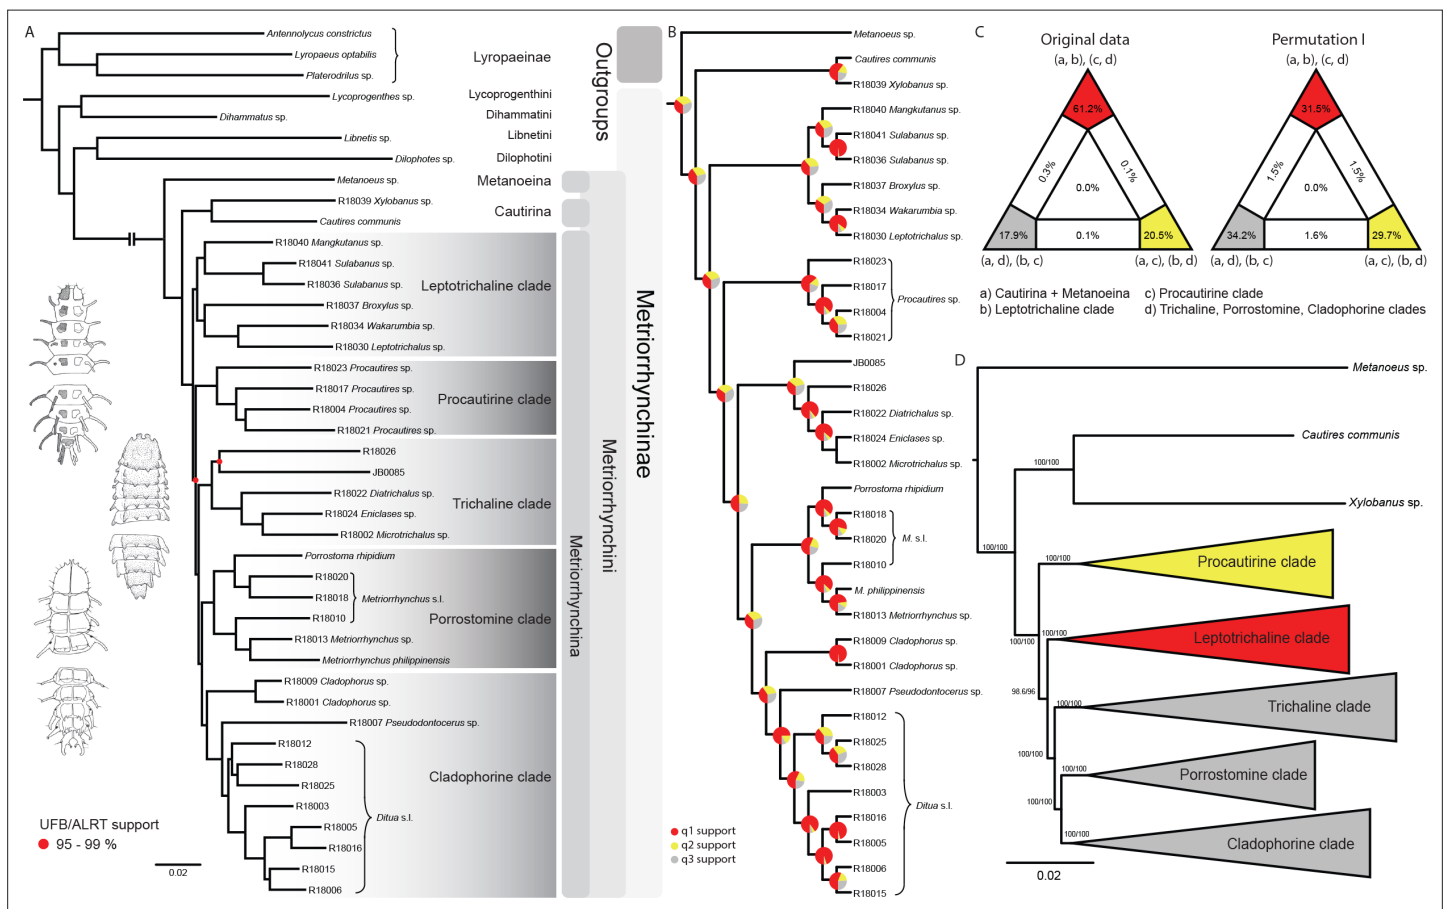 A
Antennolycus constrictus
Lyropaeus optabilis
Platerodrilus sp.
Lyropaeinae
Lycoprogenthes sp.
Lycoprogenthini
Dihammatus sp.
Dihammatini
Libnetis sp.
Libnetini
Dilophotes sp.
Dilophotini
Metanoeus sp.
Metanoeina
R18039 Xylobanus sp.
Cautires communis
Cautirina
R18040 Mangkutanus sp.
R18041 Sulabanus sp.
R18036 Sulabanus sp.
R18037 Broxylus sp.
R18034 Wakarumbia sp.
R18030 Leptotrichalus sp.
Leptotrichaline clade
R18023 Procautires sp.
R18017 Procautires sp.
R18004 Procautires sp.
R18021 Procautires sp.
Procautirine clade
R18026
JB0085
R18022 Diatrichalus sp.
R18024 Eniclases sp.
R18002 Microtrichalus sp.
Trichaline clade
Porrostoma rhipidium
R18020
R18018
R18010
Metriorrhynchus s.l.
R18013 Metriorrhynchus sp.
Metriorrhynchus philippinensis
Porrostomine clade
R18009 Cladophorus sp.
R18001 Cladophorus sp.
R18007 Pseudodontocerus sp.
R18012
R18028
R18025
R18003
R18005
R18016
R18015
R18006
Ditua s.l.
Cladophorine clade
UFB/ALRT support
95 - 99 %
0.02
Outgroups
Metriorrhynchinae
Metriorrhynchini
Metriorrhynchina
B
Metanoeus sp.
Cautires communis
R18039 Xylobanus sp.
R18040 Mangkutanus sp.
R18041 Sulabanus sp.
R18036 Sulabanus sp.
R18037 Broxylus sp.
R18034 Wakarumbia sp.
R18030 Leptotrichalus sp.
R18023
R18017
R18004
R18021
Procautires sp.
JB0085
R18026
R18022 Diatrichalus sp.
R18024 Eniclases sp.
R18002 Microtrichalus sp.
Porrostoma rhipidium
R18018
R18020
R18010
M. s.l.
M. philippinensis
R18013 Metriorrhynchus sp.
R18009 Cladophorus sp.
R18001 Cladophorus sp.
R18007 Pseudodontocerus sp.
R18012
R18025
R18028
R18003
R18016
R18005
R18006
R18015
Ditua s.l.
q1 support
q2 support
q3 support
C
Original data
(a, b), (c, d)
61.2%
0.3%
0.1%
0.0%
17.9%
0.1%
20.5%
(a, d), (b, c)
(a, c), (b, d)
Permutation I
(a, b), (c, d)
31.5%
1.5%
1.5%
0.0%
34.2%
1.6%
29.7%
(a, d), (b, c)
(a, c), (b, d)
a) Cautirina + Metanoeina
b) Leptotrichaline clade
c) Procautirine clade
d) Trichaline, Porrostomine, Cladophorine clades
D
Metanoeus sp.
Cautires communis
100/100
Xylobanus sp.
100/100
100/100
Procautirine clade
100/100
100/100
Leptotrichaline clade
98.6/96
100/100
Trichaline clade
100/100
100/100
Porrostomine clade
100/100
100/100
Cladophorine clade
0.02